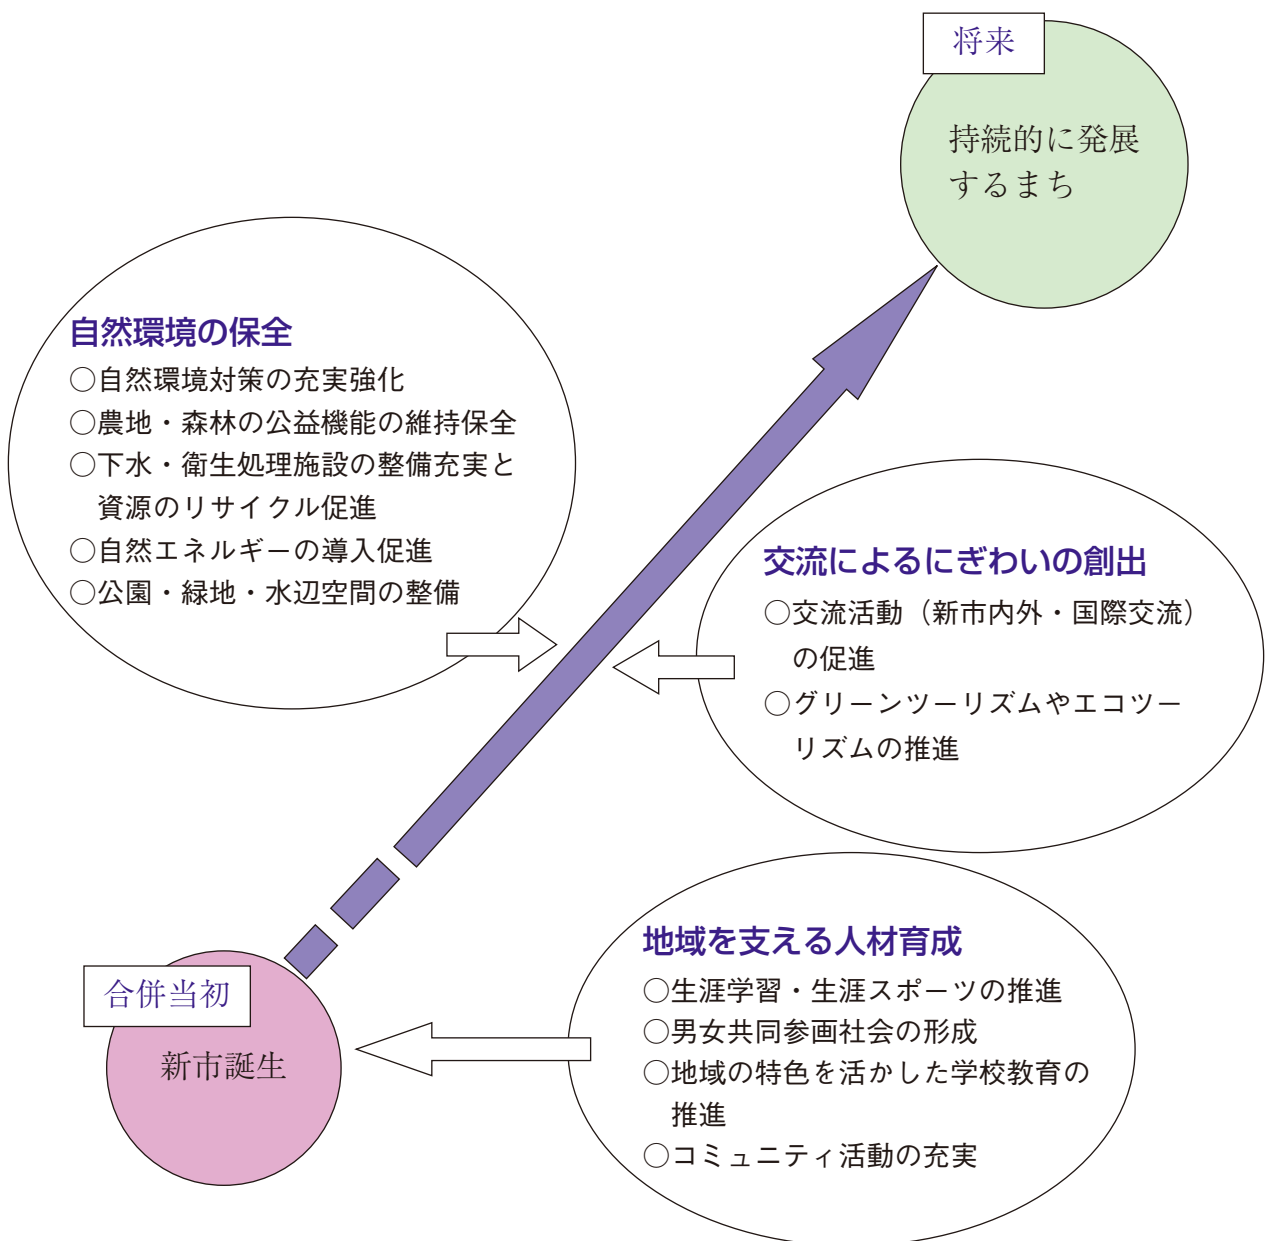 将来
持続的に発展
するまち
自然環境の保全
○自然環境対策の充実強化
○農地・森林の公益機能の維持保全
○下水・衛生処理施設の整備充実と
資源のリサイクル促進
○自然エネルギーの導入促進
○公園・緑地・水辺空間の整備
交流によるにぎわいの創出
○交流活動（新市内外・国際交流）
の促進
○グリーンツーリズムやエコツー
リズムの推進
地域を支える人材育成
○生涯学習・生涯スポーツの推進
○男女共同参画社会の形成
○地域の特色を活かした学校教育の
推進
○コミュニティ活動の充実
合併当初
新市誕生